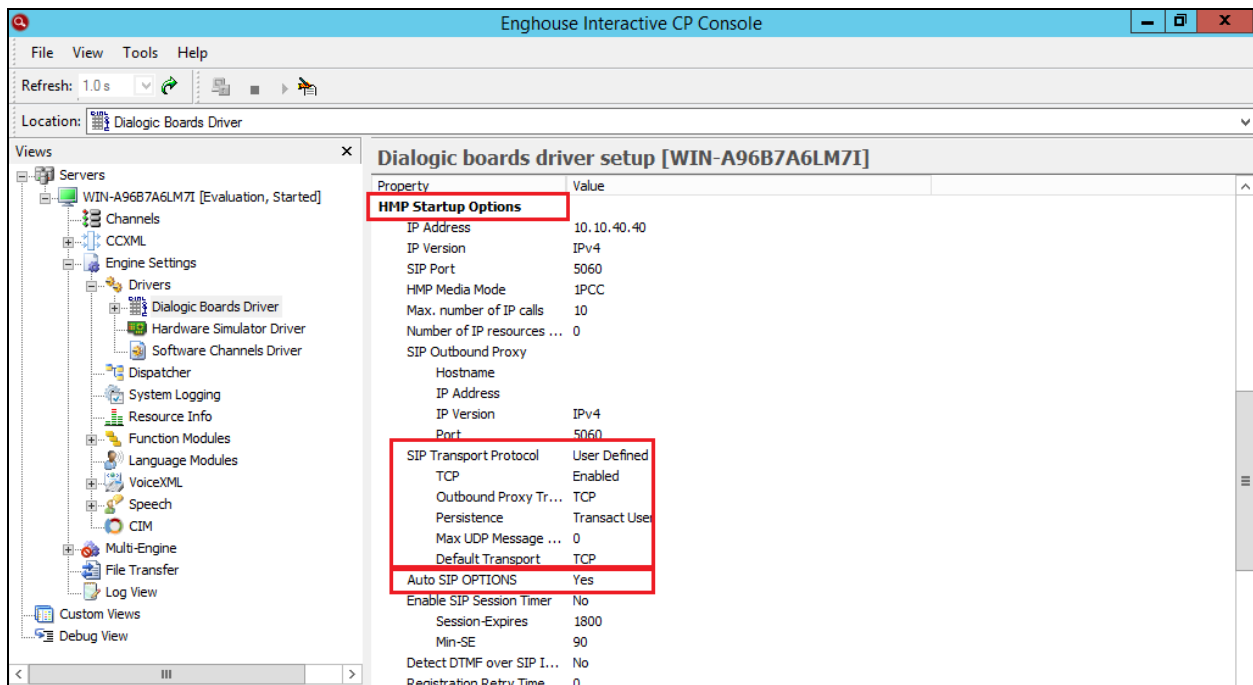 Enghouse Interactive CP Console
File View Tools Help
Refresh: 1.0 s
Location: Dialogic Boards Driver
Views
Servers
WIN-A96B7A6LM7I [Evaluation, Started]
Channels
CCXML
Engine Settings
Drivers
Dialogic Boards Driver
Hardware Simulator Driver
Software Channels Driver
Dispatcher
System Logging
Resource Info
Function Modules
Language Modules
VoiceXML
Speech
CIM
Multi-Engine
File Transfer
Log View
Custom Views
Debug View
Dialogic boards driver setup [WIN-A96B7A6LM7I]
Property Value
HMP Startup Options
IP Address 10.10.40.40
IP Version IPv4
SIP Port 5060
HMP Media Mode 1PCC
Max. number of IP calls 10
Number of IP resources ... 0
SIP Outbound Proxy
Hostname
IP Address
IP Version IPv4
Port 5060
SIP Transport Protocol User Defined
TCP Enabled
Outbound Proxy Tr... TCP
Persistence Transact User
Max UDP Message ... 0
Default Transport TCP
Auto SIP OPTIONS Yes
Enable SIP Session Timer No
Session-Expires 1800
Min-SE 90
Detect DTMF over SIP I... No
Registration Retry Time 0